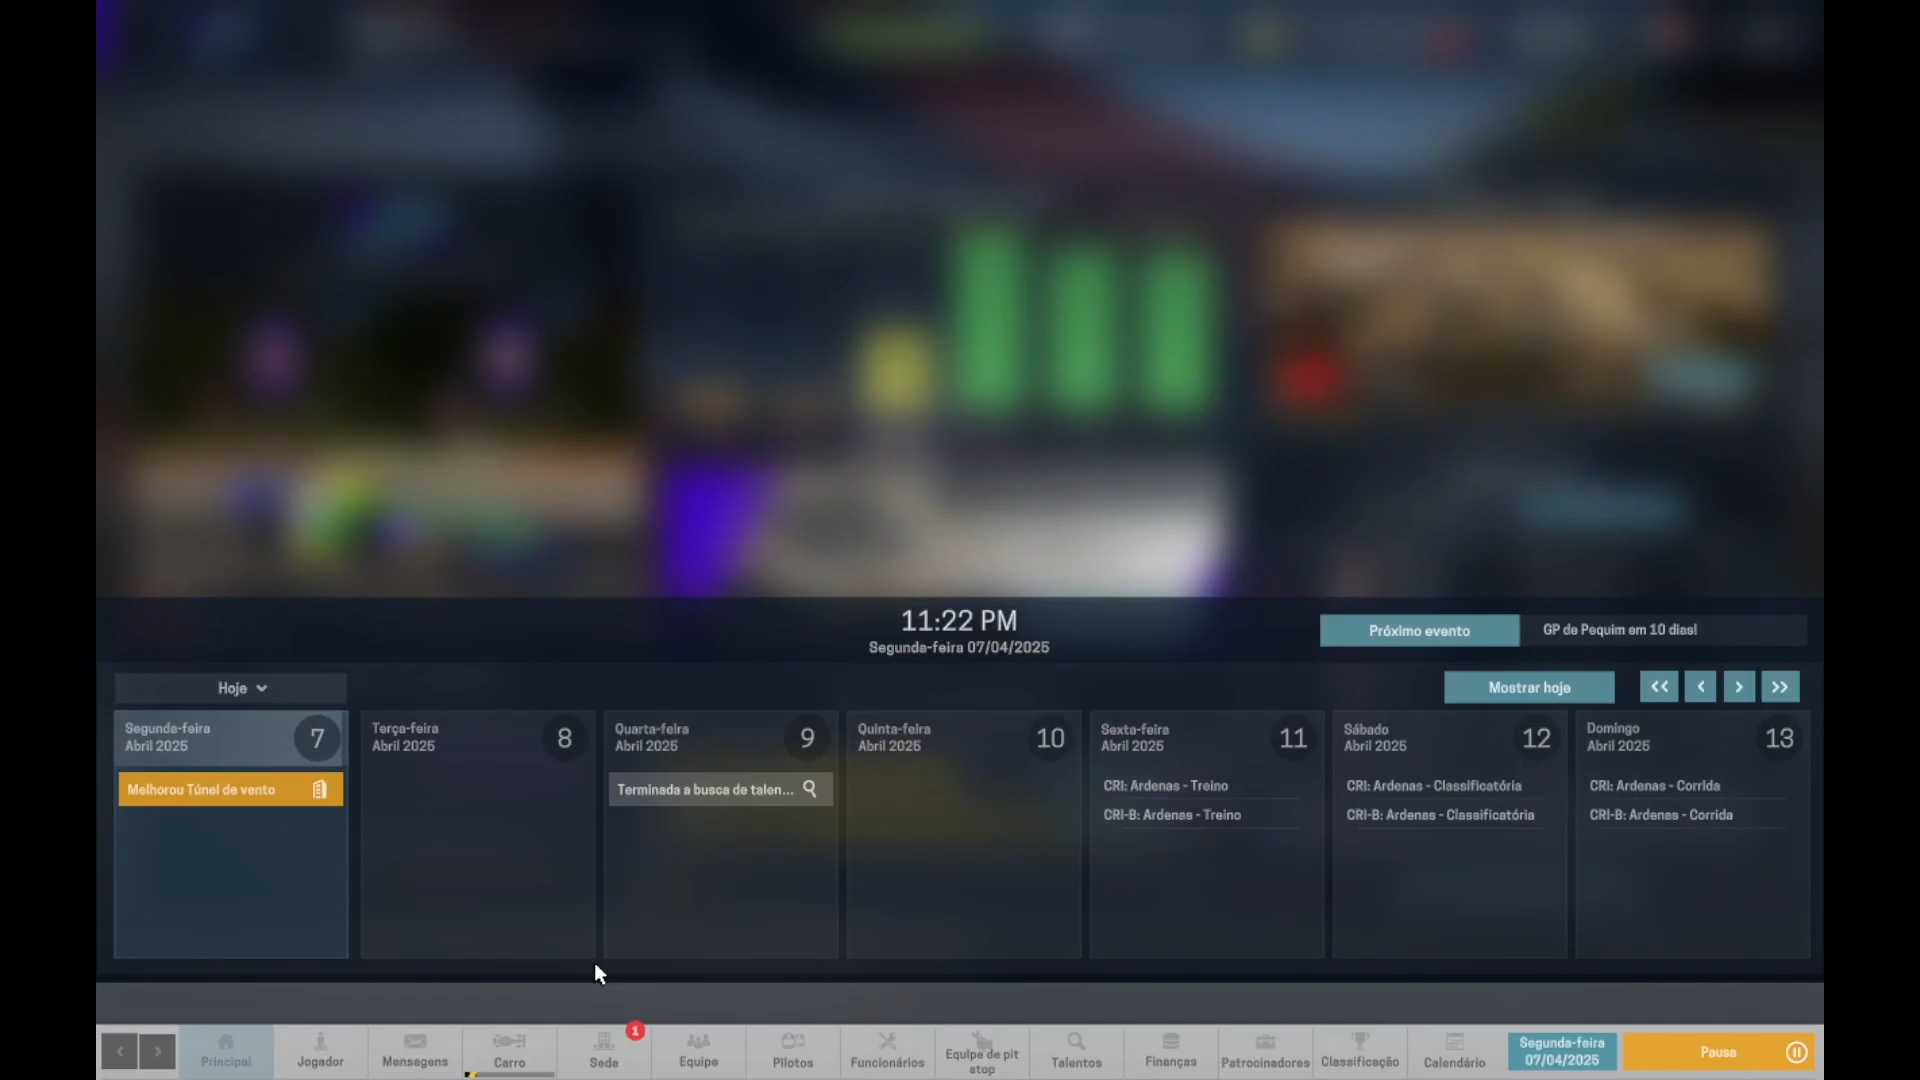 11:22 PM
Segunda-feira 07/04/2025
Próximo evento
GP de Pequim em 10 dias!
Hoje
Mostrar hoje
<< < > >>
Segunda-feira
Abril 2025
7
Melhorou Túnel de vento
Terça-feira
Abril 2025
8
Quarta-feira
Abril 2025
9
Terminada a busca de talen...
Quinta-feira
Abril 2025
10
Sexta-feira
Abril 2025
11
CRI: Ardenas - Treino
CRI-B: Ardenas - Treino
Sábado
Abril 2025
12
CRI: Ardenas - Classificatória
CRI-B: Ardenas - Classificatória
Domingo
Abril 2025
13
CRI: Ardenas - Corrida
CRI-B: Ardenas - Corrida
< >
Principal
Jogador
Mensagens
Carro
1
Sede
Equipe
Pilotos
Funcionários
Equipe de pit
stop
Talentos
Finanças
Patrocinadores
Classificação
Calendário
Segunda-feira
07/04/2025
Pausa